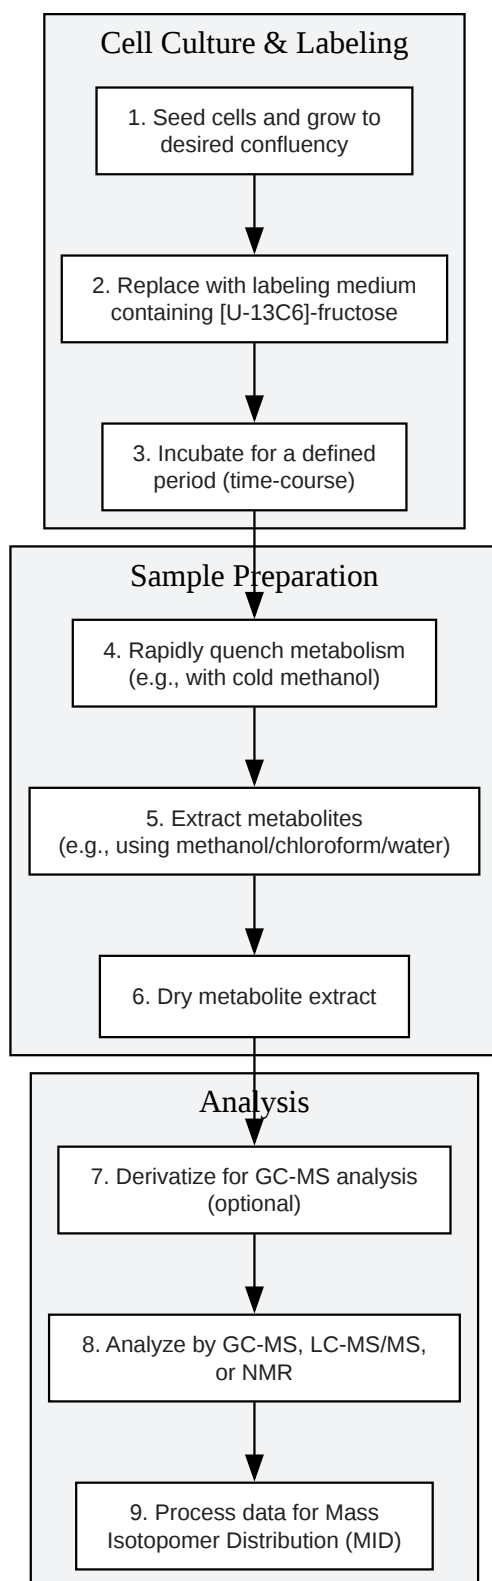 Cell Culture & Labeling
1. Seed cells and grow to
desired confluency
2. Replace with labeling medium
containing [U-13C6]-fructose
3. Incubate for a defined
period (time-course)
Sample Preparation
4. Rapidly quench metabolism
(e.g., with cold methanol)
5. Extract metabolites
(e.g., using methanol/chloroform/water)
6. Dry metabolite extract
Analysis
7. Derivatize for GC-MS analysis
(optional)
8. Analyze by GC-MS, LC-MS/MS,
or NMR
9. Process data for Mass
Isotopomer Distribution (MID)